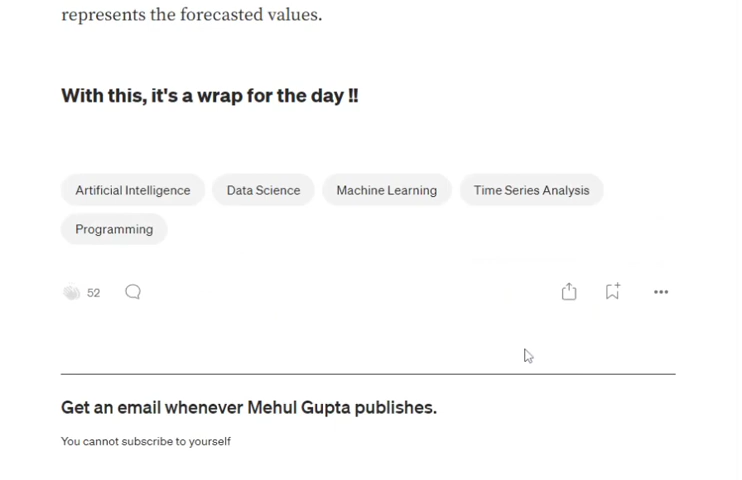 represents the forecasted values.
With this, it's a wrap for the day !!
Artificial Intelligence Data Science Machine Learning Time Series Analysis
Programming
52
Get an email whenever Mehul Gupta publishes.
You cannot subscribe to yourself